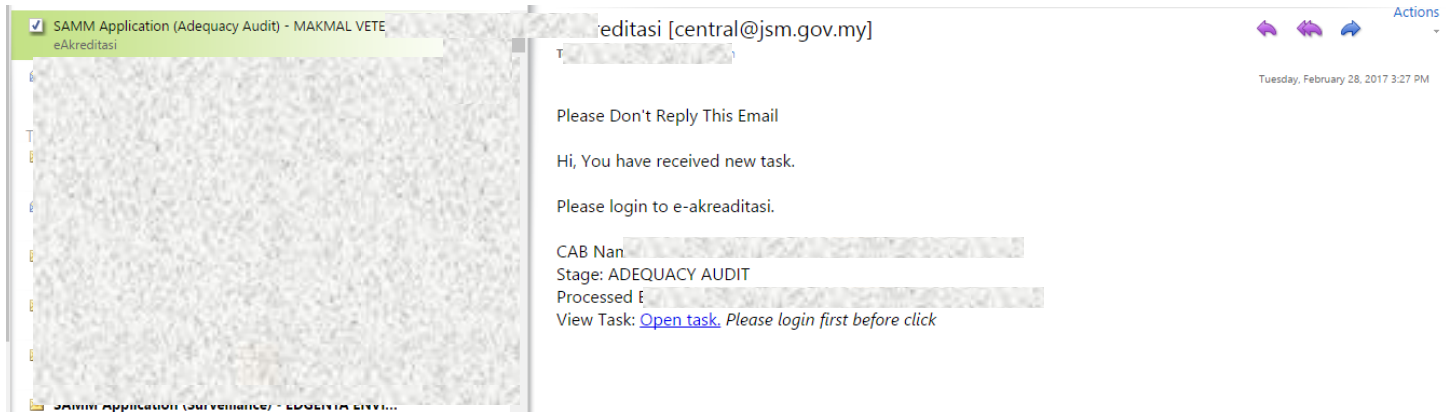 SAMM Application (Adequacy Audit) - MAKMAL VETE
eAkreditasi
SAMM Application (Surveillance) - EDGENTA ENVI...
reditasi [central@jsm.gov.my]
Actions
Tuesday, February 28, 2017 3:27 PM
Please Don't Reply This Email
Hi, You have received new task.
Please login to e-akreaditasi.
CAB Nam
Stage: ADEQUACY AUDIT
Processed
View Task: Open task. Please login first before click